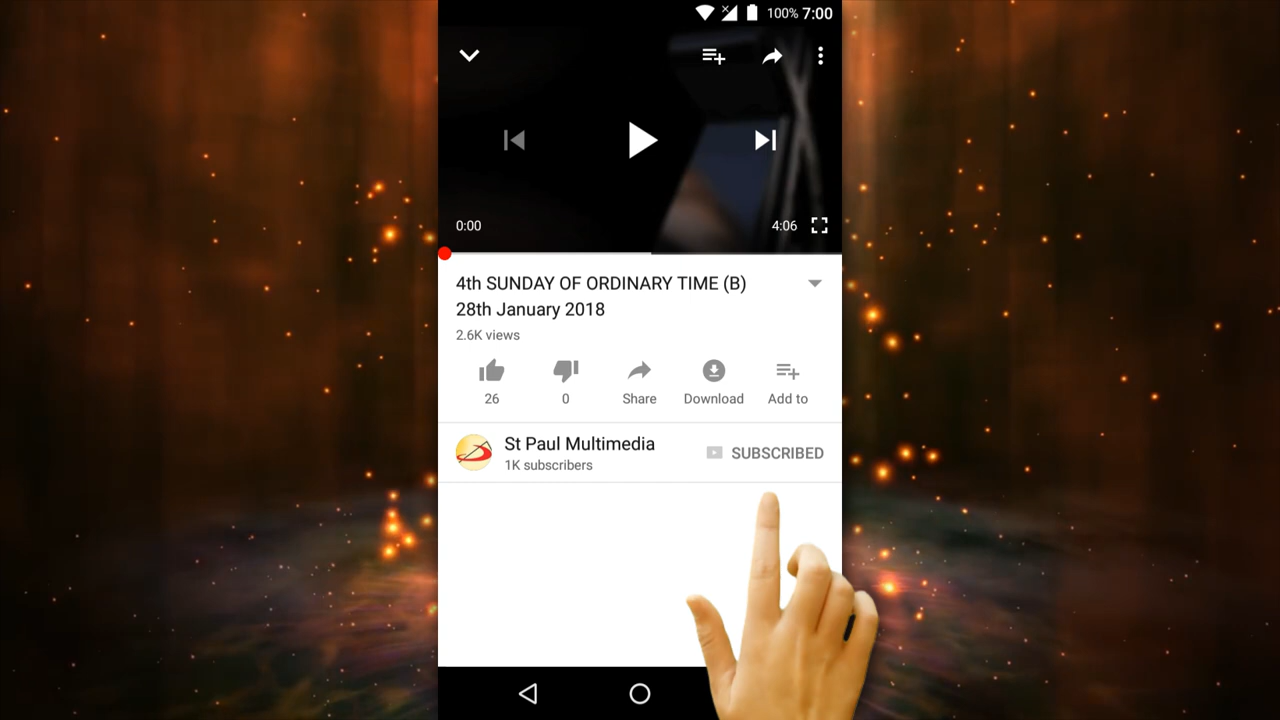 100% 7:00
0:00
4:06
4th SUNDAY OF ORDINARY TIME (B)
28th January 2018
2.6K views
26
0
Share
Download
Add to
St Paul Multimedia
1K subscribers
SUBSCRIBED